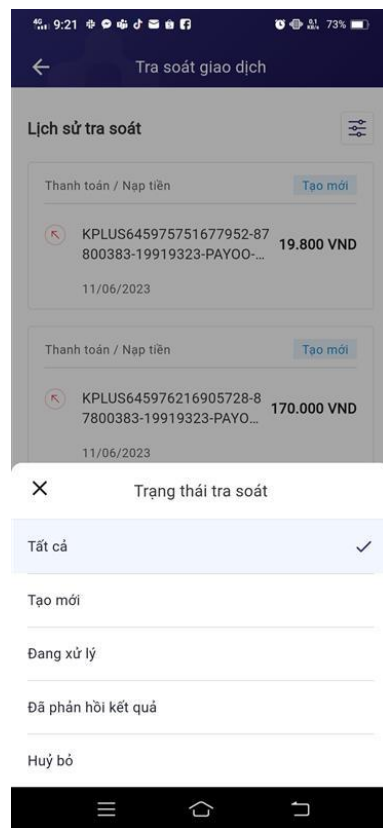 4G 9:21 73%
Tra soát giao dịch
Lịch sử tra soát
Thanh toán / Nạp tiền Tạo mới
KPLUS645975751677952-87
800383-19919323-PAYOO-... 19.800 VND
11/06/2023
Thanh toán / Nạp tiền Tạo mới
KPLUS645976216905728-8
7800383-19919323-PAYO... 170.000 VND
11/06/2023
Trạng thái tra soát
Tất cả
Tạo mới
Đang xử lý
Đã phản hồi kết quả
Huỷ bỏ